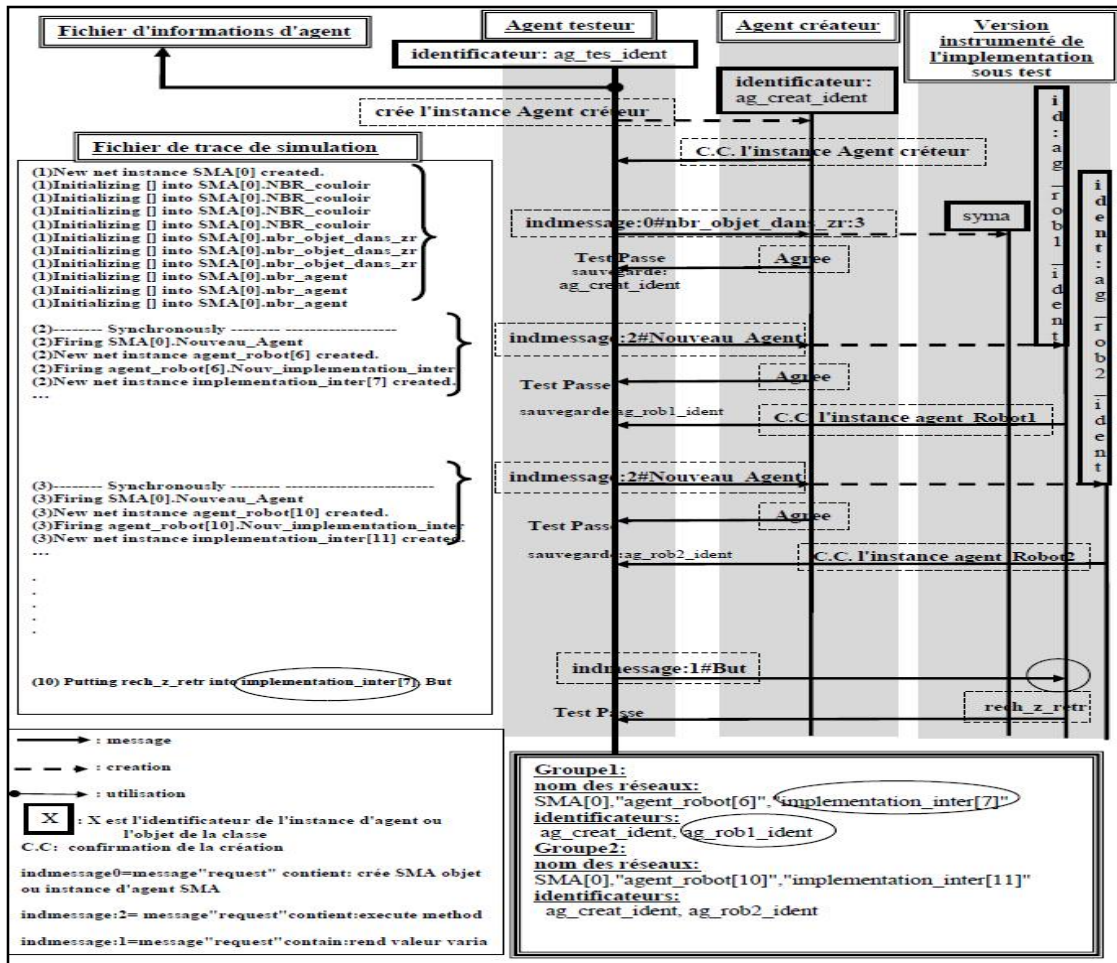 Fichier d'informations d'agent
Agent testeur
Agent créateur
Version
instrumenté de
l'implementation
sous test
identificateur: ag_tes_ident
identificateur:
ag_creat_ident
crée l'instance Agent créteur
C.C. l'instance Agent créteur
id:ag_rob1_ident
ident:ag_rob2_ident
Fichier de trace de simulation
(1)New net instance SMA[0] created.
(1)Initializing [] into SMA[0].NBR_couloir
(1)Initializing [] into SMA[0].NBR_couloir
(1)Initializing [] into SMA[0].NBR_couloir
(1)Initializing [] into SMA[0].NBR_couloir
(1)Initializing [] into SMA[0].nbr_objet_dans_zr
(1)Initializing [] into SMA[0].nbr_objet_dans_zr
(1)Initializing [] into SMA[0].nbr_objet_dans_zr
(1)Initializing [] into SMA[0].nbr_agent
(1)Initializing [] into SMA[0].nbr_agent
(1)Initializing [] into SMA[0].nbr_agent
indmessage:0#nbr_objet_dans_zr:3
syma
Test Passe
Agree
sauvegarde:
ag_creat_ident
(2)-------- Synchronously -------- -------------------
(2)Firing SMA[0].Nouveau_Agent
(2)New net instance agent_robot[6] created.
(2)Firing agent_robot[6].Nouv_implementation_inter
(2)New net instance implementation_inter[7] created.
...
indmessage:2#Nouveau_Agent
Test Passe
Agree
sauvegarde:ag_rob1_ident
C.C l'instance agent_Robot1
(3)-------- Synchronously -------- ----------------------
(3)Firing SMA[0].Nouveau_Agent
(3)New net instance agent_robot[10] created.
(3)Firing agent_robot[10].Nouv_implementation_inter
(3)New net instance implementation_inter[11] created.
...
.
.
.
.
.
indmessage:2#Nouveau_Agent
Test Passe
Agree
sauvegarde:ag_rob2_ident
C.C. l'instance agent_Robot2
(10) Putting rech_z_retr into implementation_inter[7]. But
indmessage:1#But
rech_z_retr
Test Passe
: message
: creation
: utilisation
X : X est l'identificateur de l'instance d'agent ou
l'objet de la classe
C.C: confirmation de la création
indmessage0=message"request" contient: crée SMA objet
ou instance d'agent SMA
indmessage:2= message"request"contient:execute method
indmessage:1=message"request"contain:rend valeur varia
Groupe1:
nom des réseaux:
SMA[0],"agent_robot[6]","implementation_inter[7]"
identificateurs:
ag_creat_ident, ag_rob1_ident
Groupe2:
nom des réseaux:
SMA[0],"agent_robot[10]","implementation_inter[11]"
identificateurs:
ag_creat_ident, ag_rob2_ident